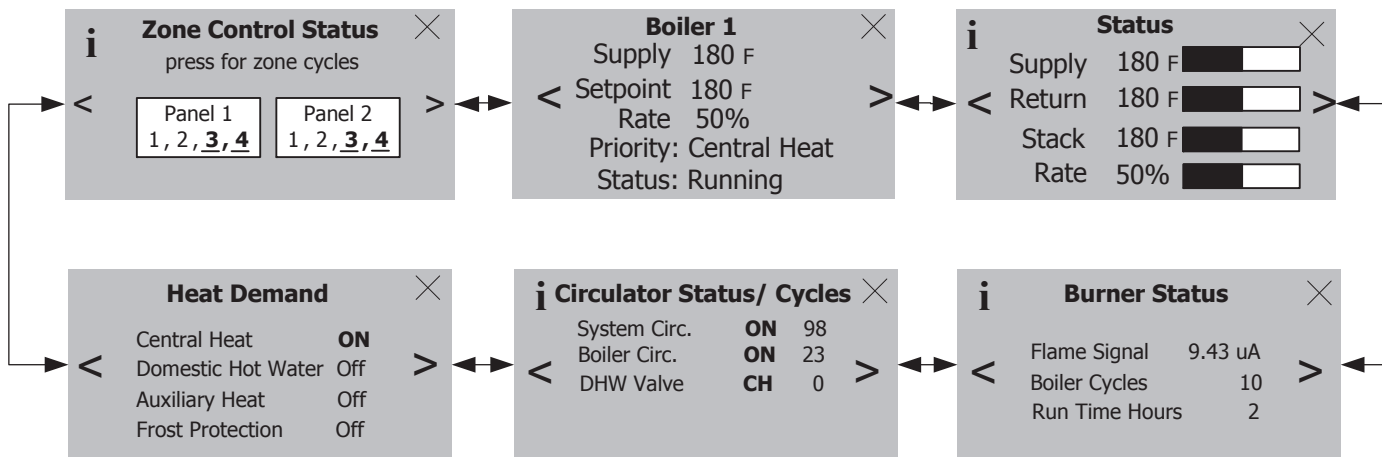 i Zone Control Status
press for zone cycles
< >
Panel 1
1, 2, 3, 4
Panel 2
1, 2, 3, 4
Boiler 1
Supply 180 F
< Setpoint 180 F >
Rate 50%
Priority: Central Heat
Status: Running
i Status
Supply 180 F
< Return 180 F >
Stack 180 F
Rate 50%
Heat Demand
Central Heat ON
< Domestic Hot Water Off >
Auxiliary Heat Off
Frost Protection Off
i Circulator Status/ Cycles
System Circ. ON 98
Boiler Circ. ON 23
< DHW Valve CH 0 >
i Burner Status
Flame Signal 9.43 uA
< Boiler Cycles 10 >
Run Time Hours 2